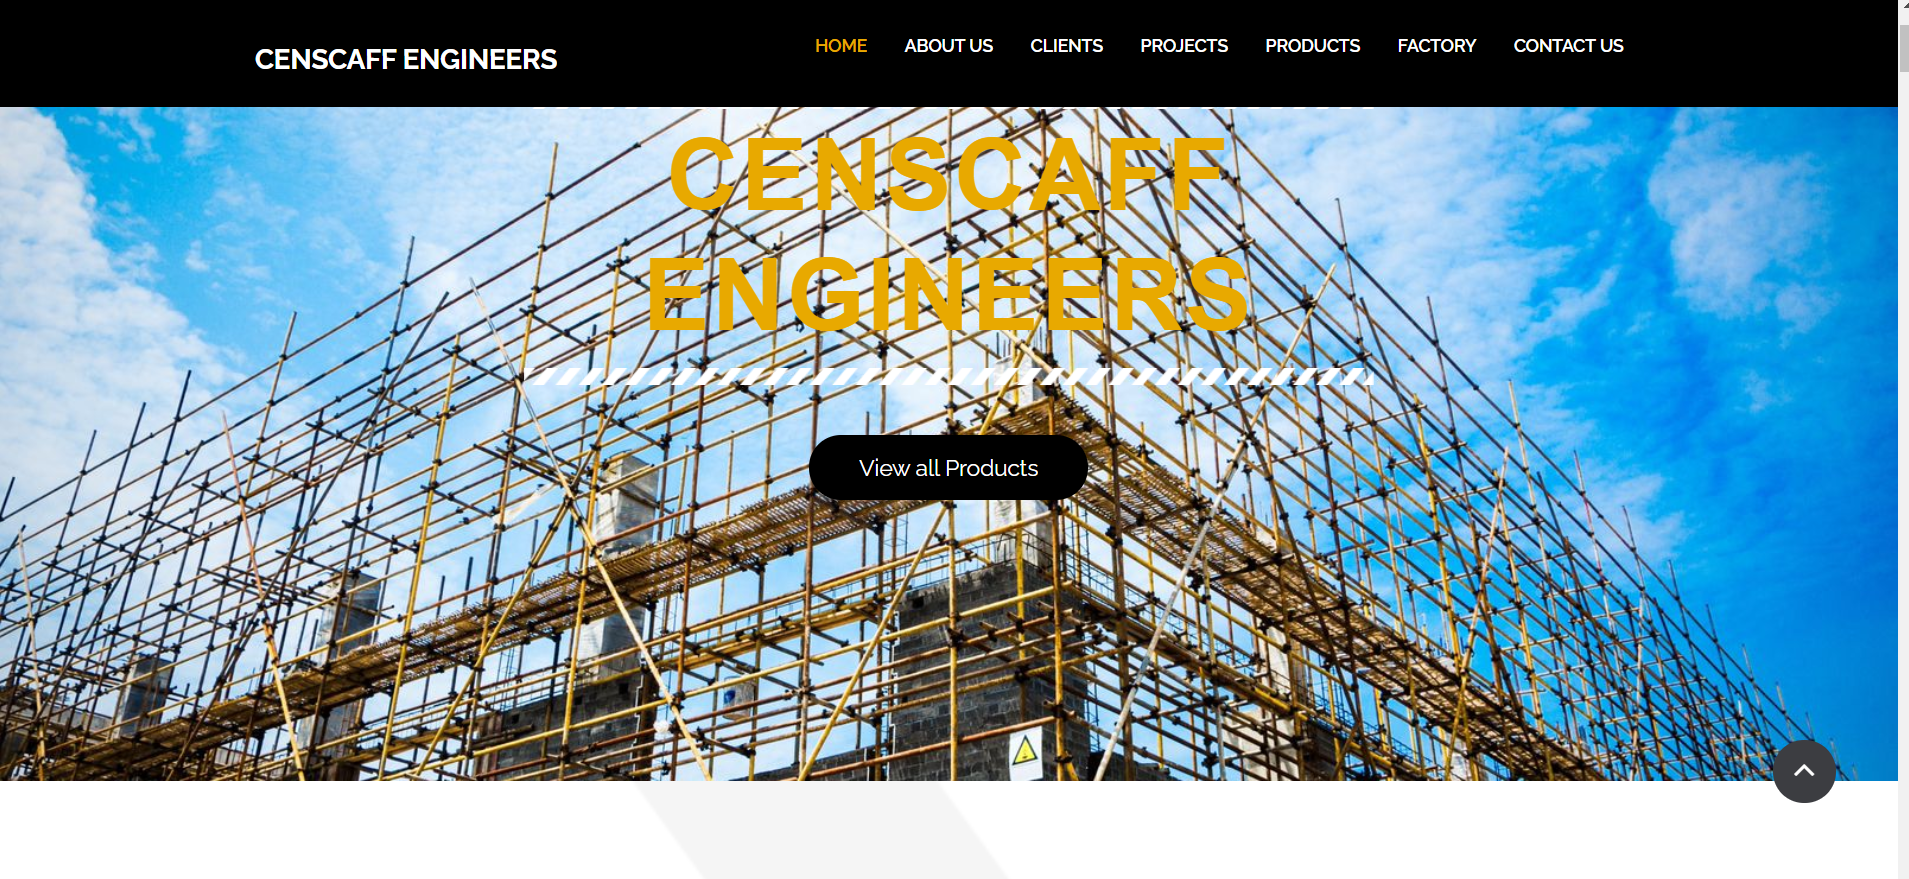 CENSCAFF ENGINEERS
HOME ABOUT US CLIENTS PROJECTS PRODUCTS FACTORY CONTACT US
CENSCAFF
ENGINEERS
View all Products